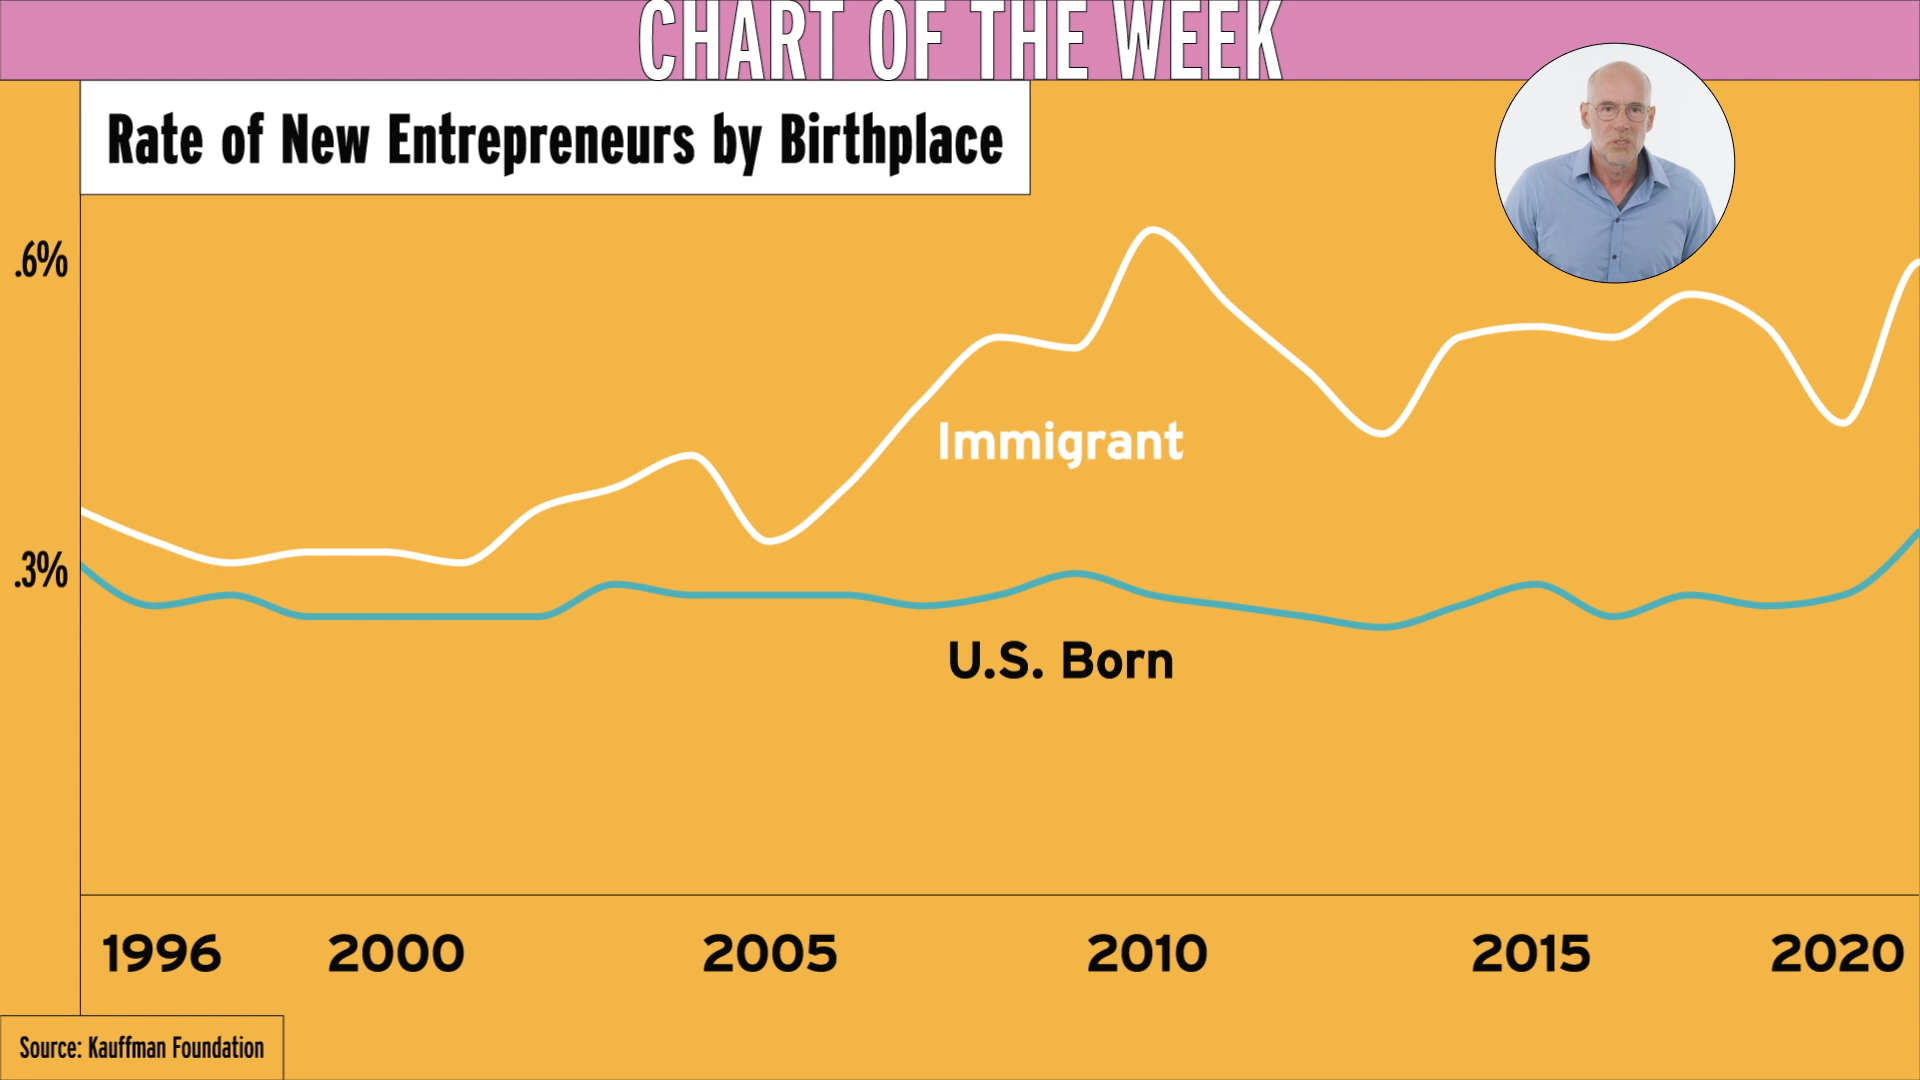 CHART OF THE WEEK
Rate of New Entrepreneurs by Birthplace
.6%
Immigrant
.3%
U.S. Born
1996 2000 2005 2010 2015 2020
Source: Kauffman Foundation